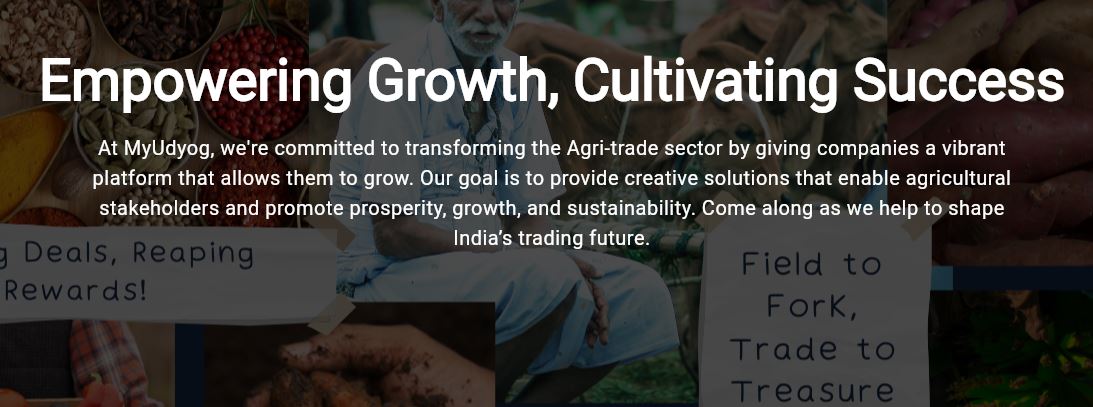 Empowering Growth, Cultivating Success
At MyUdyog, we're committed to transforming the Agri-trade sector by giving companies a vibrant
platform that allows them to grow. Our goal is to provide creative solutions that enable agricultural
stakeholders and promote prosperity, growth, and sustainability. Come along as we help to shape
India’s trading future.
g Deals, Reaping
Rewards!
Field to
Fork,
Trade to
Treasure